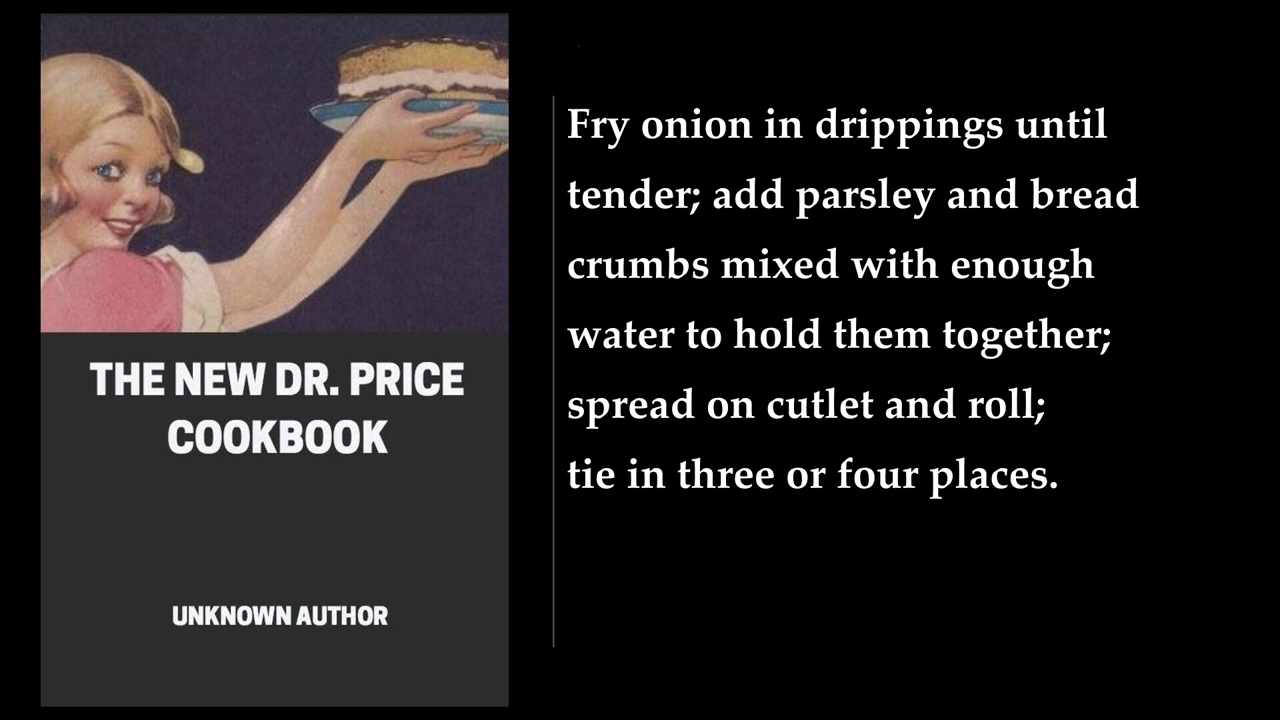 THE NEW DR. PRICE
COOKBOOK
UNKNOWN AUTHOR
Fry onion in drippings until
tender; add parsley and bread
crumbs mixed with enough
water to hold them together;
spread on cutlet and roll;
tie in three or four places.